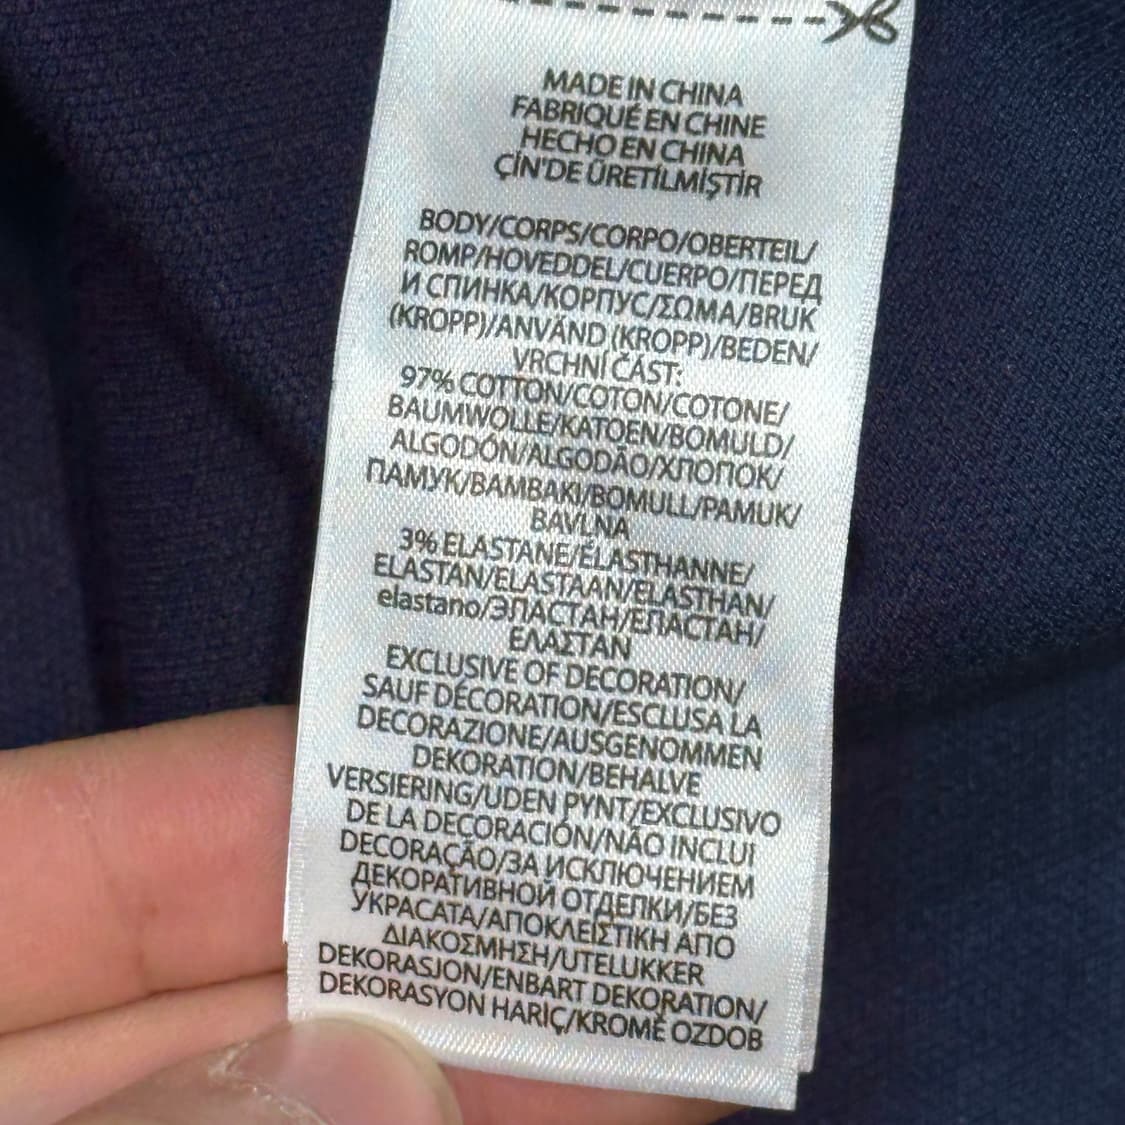 MADE IN CHINA
FABRIQUÉ EN CHINE
HECHO EN CHINA
ÇİN'DE ÜRETİLMİŞTİR
BODY/CORPS/CORPO/OBERTEIL/
ROMP/HOVEDDEL/CUERPO/ПЕРЕД
И СПИНКА/КОРПУС/ΣΩΜΑ/BRUK
(KROPP)/ANVÄND (KROPP)/BEDEN/
VRCHNÍ ČÁST:
97% COTTON/COTON/COTONE/
BAUMWOLLE/KATOEN/BOMULD/
ALGODÓN/ALGODÃO/ХЛОПОК/
ПАМУК/ΒΑΜΒΑΚΙ/BOMULL/PAMUK/
BAVLNA
3% ELASTANE/ÉLASTHANNE/
ELASTAN/ELASTAAN/ELASTHAN/
elastano/ЭЛАСТАН/ЕЛАСТАН/
ΕΛΑΣΤΑΝ
EXCLUSIVE OF DECORATION/
SAUF DÉCORATION/ESCLUSA LA
DECORAZIONE/AUSGENOMMEN
DEKORATION/BEHALVE
VERSIERING/UDEN PYNT/EXCLUSIVO
DE LA DECORACIÓN/NÃO INCLUI
DECORAÇÃO/ЗА ИСКЛЮЧЕНИЕМ
ДЕКОРАТИВНОЙ ОТДЕЛКИ/БЕЗ
УКРАСАТА/ΑΠΟΚΛΕΙΣΤΙΚΗ ΑΠΟ
ΔΙΑΚΟΣΜΗΣΗ/UTELUKKER
DEKORASJON/ENBART DEKORATION/
DEKORASYON HARİÇ/KROMĚ OZDOB